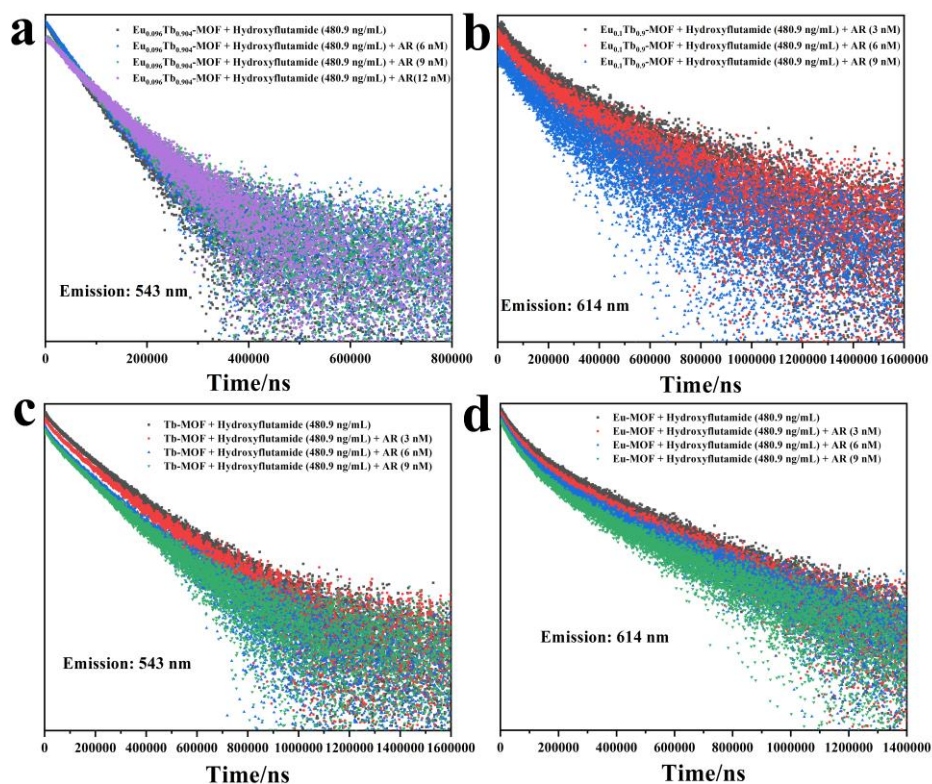 a
Eu0.096Tb0.904-MOF + Hydroxyflutamide (480.9 ng/mL)
Eu0.096Tb0.904-MOF + Hydroxyflutamide (480.9 ng/mL) + AR (6 nM)
Eu0.096Tb0.904-MOF + Hydroxyflutamide (480.9 ng/mL) + AR (9 nM)
Eu0.096Tb0.904-MOF + Hydroxyflutamide (480.9 ng/mL) + AR(12 nM)
Emission: 543 nm
0 200000 400000 600000 800000
Time/ns
b
Eu0.1Tb0.9-MOF + Hydroxyflutamide (480.9 ng/mL) + AR (3 nM)
Eu0.1Tb0.9-MOF + Hydroxyflutamide (480.9 ng/mL) + AR (6 nM)
Eu0.1Tb0.9-MOF + Hydroxyflutamide (480.9 ng/mL) + AR (9 nM)
Emission: 614 nm
0 200000 400000 600000 800000 1000000 1200000 1400000 1600000
Time/ns
c
Tb-MOF + Hydroxyflutamide (480.9 ng/mL)
Tb-MOF + Hydroxyflutamide (480.9 ng/mL) + AR (3 nM)
Tb-MOF + Hydroxyflutamide (480.9 ng/mL) + AR (6 nM)
Tb-MOF + Hydroxyflutamide (480.9 ng/mL) + AR (9 nM)
Emission: 543 nm
0 200000 400000 600000 800000 1000000 1200000 1400000 1600000
Time/ns
d
Eu-MOF + Hydroxyflutamide (480.9 ng/mL)
Eu-MOF + Hydroxyflutamide (480.9 ng/mL) + AR (3 nM)
Eu-MOF + Hydroxyflutamide (480.9 ng/mL) + AR (6 nM)
Eu-MOF + Hydroxyflutamide (480.9 ng/mL) + AR (9 nM)
Emission: 614 nm
0 200000 400000 600000 800000 1000000 1200000 1400000
Time/ns